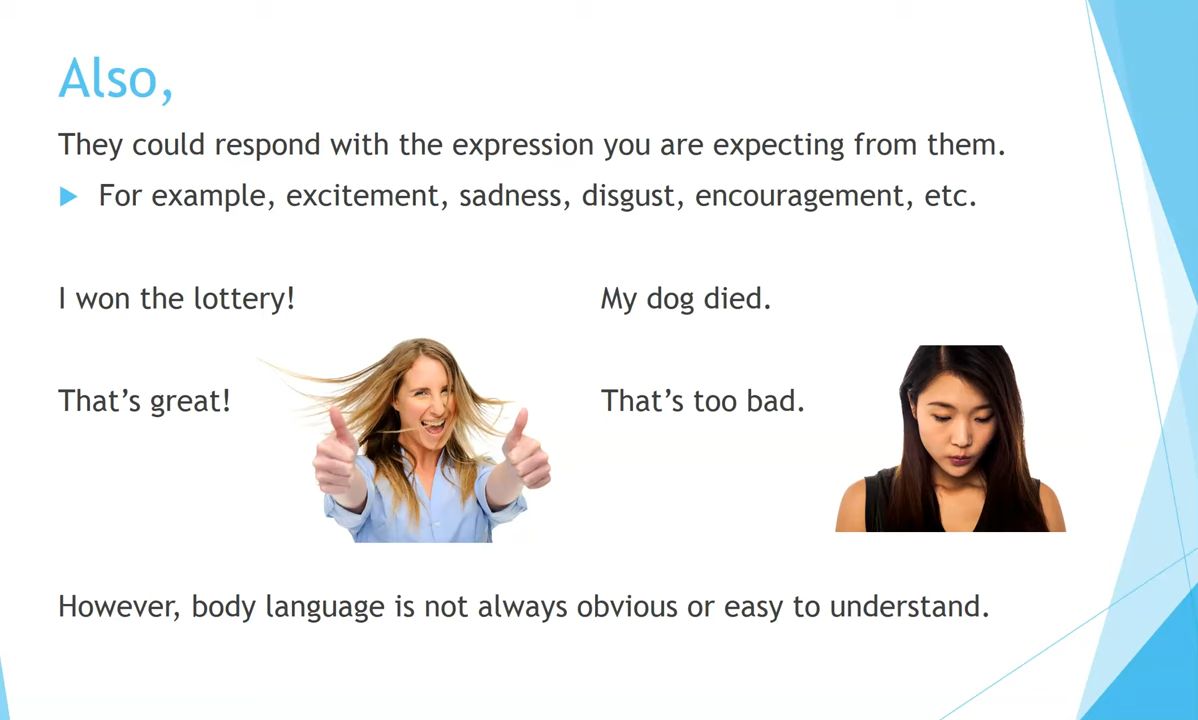 Also,
They could respond with the expression you are expecting from them.
For example, excitement, sadness, disgust, encouragement, etc.
I won the lottery!
My dog died.
That’s great!
That’s too bad.
However, body language is not always obvious or easy to understand.